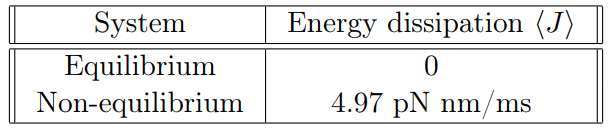 System Energy dissipation ⟨J⟩
Equilibrium 0
Non-equilibrium 4.97 pN nm/ms